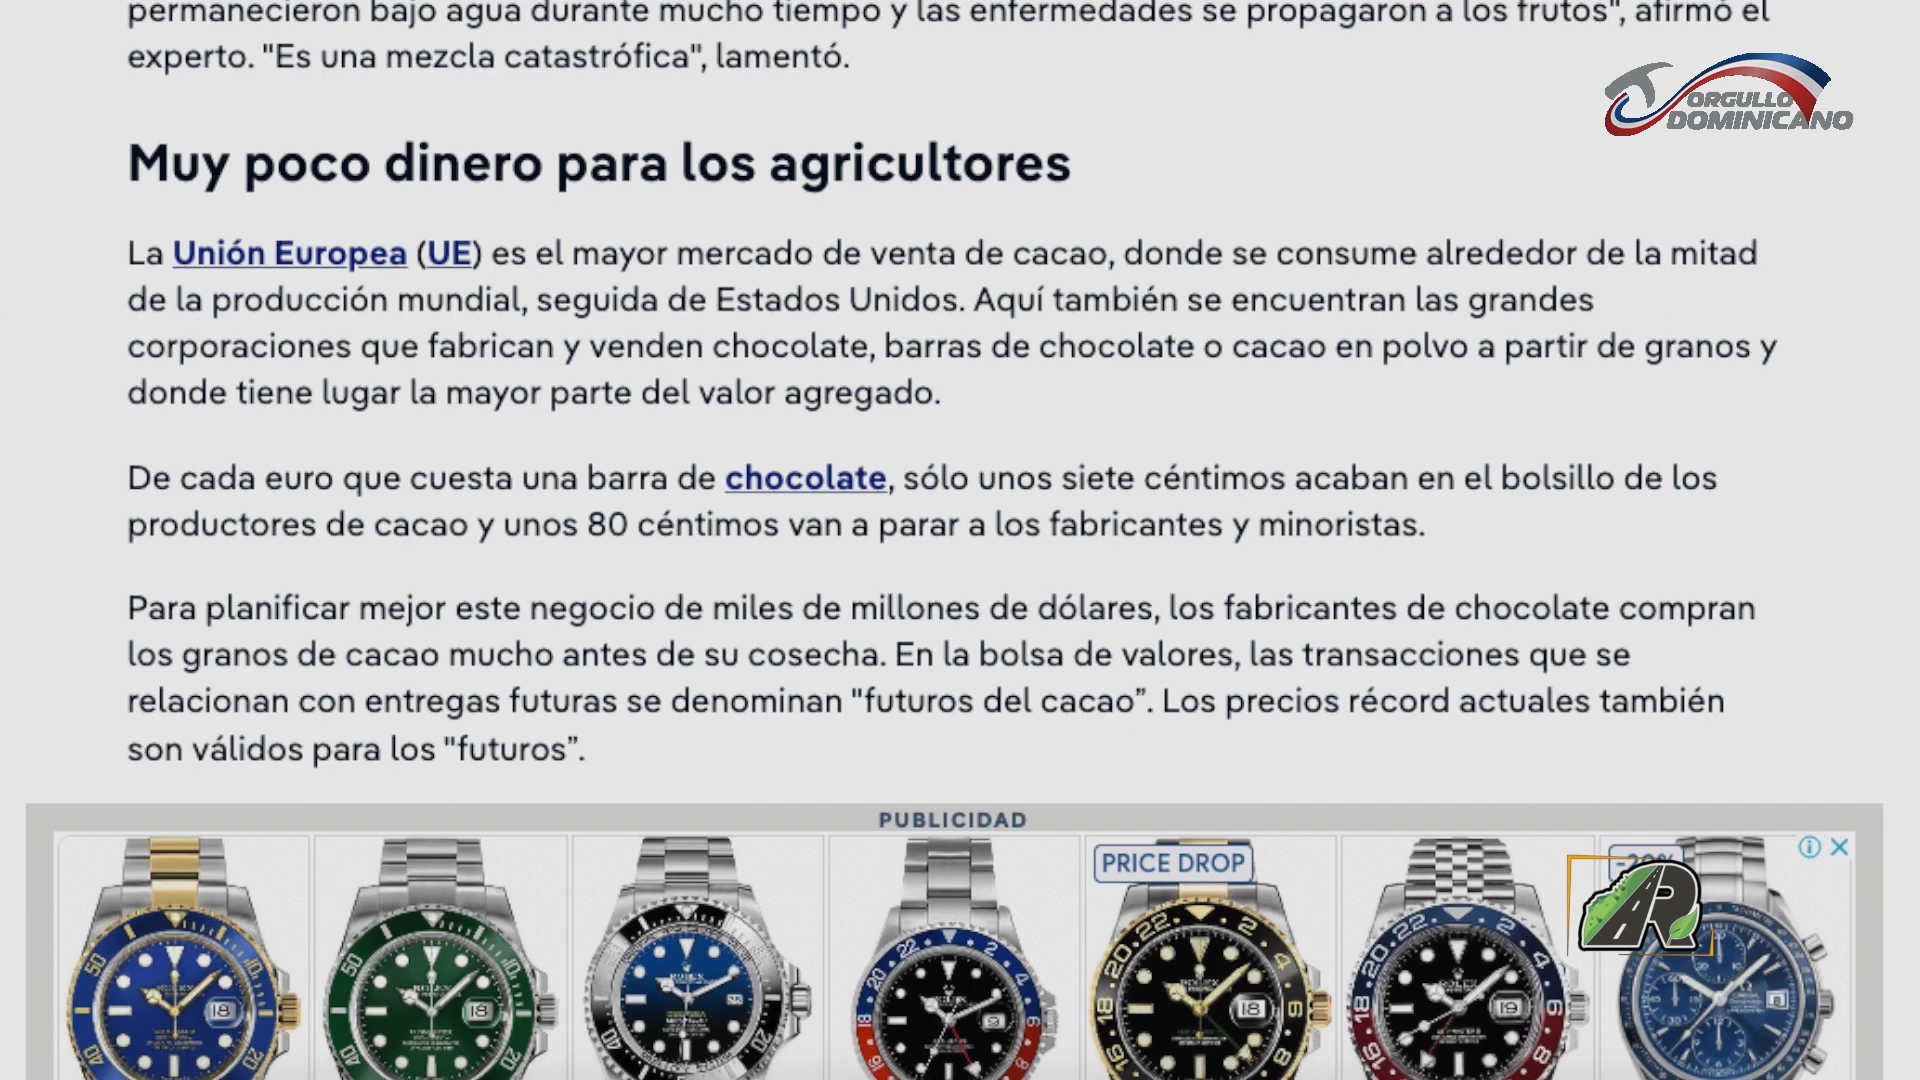 permanecieron bajo agua durante mucho tiempo y las enfermedades se propagaron a los frutos", afirmó el
experto. "Es una mezcla catastrófica", lamentó.
ORGULLO
DOMINICANO
Muy poco dinero para los agricultores
La Unión Europea (UE) es el mayor mercado de venta de cacao, donde se consume alrededor de la mitad
de la producción mundial, seguida de Estados Unidos. Aquí también se encuentran las grandes
corporaciones que fabrican y venden chocolate, barras de chocolate o cacao en polvo a partir de granos y
donde tiene lugar la mayor parte del valor agregado.
De cada euro que cuesta una barra de chocolate, sólo unos siete céntimos acaban en el bolsillo de los
productores de cacao y unos 80 céntimos van a parar a los fabricantes y minoristas.
Para planificar mejor este negocio de miles de millones de dólares, los fabricantes de chocolate compran
los granos de cacao mucho antes de su cosecha. En la bolsa de valores, las transacciones que se
relacionan con entregas futuras se denominan "futuros del cacao”. Los precios récord actuales también
son válidos para los "futuros”.
PUBLICIDAD
PRICE DROP
AR